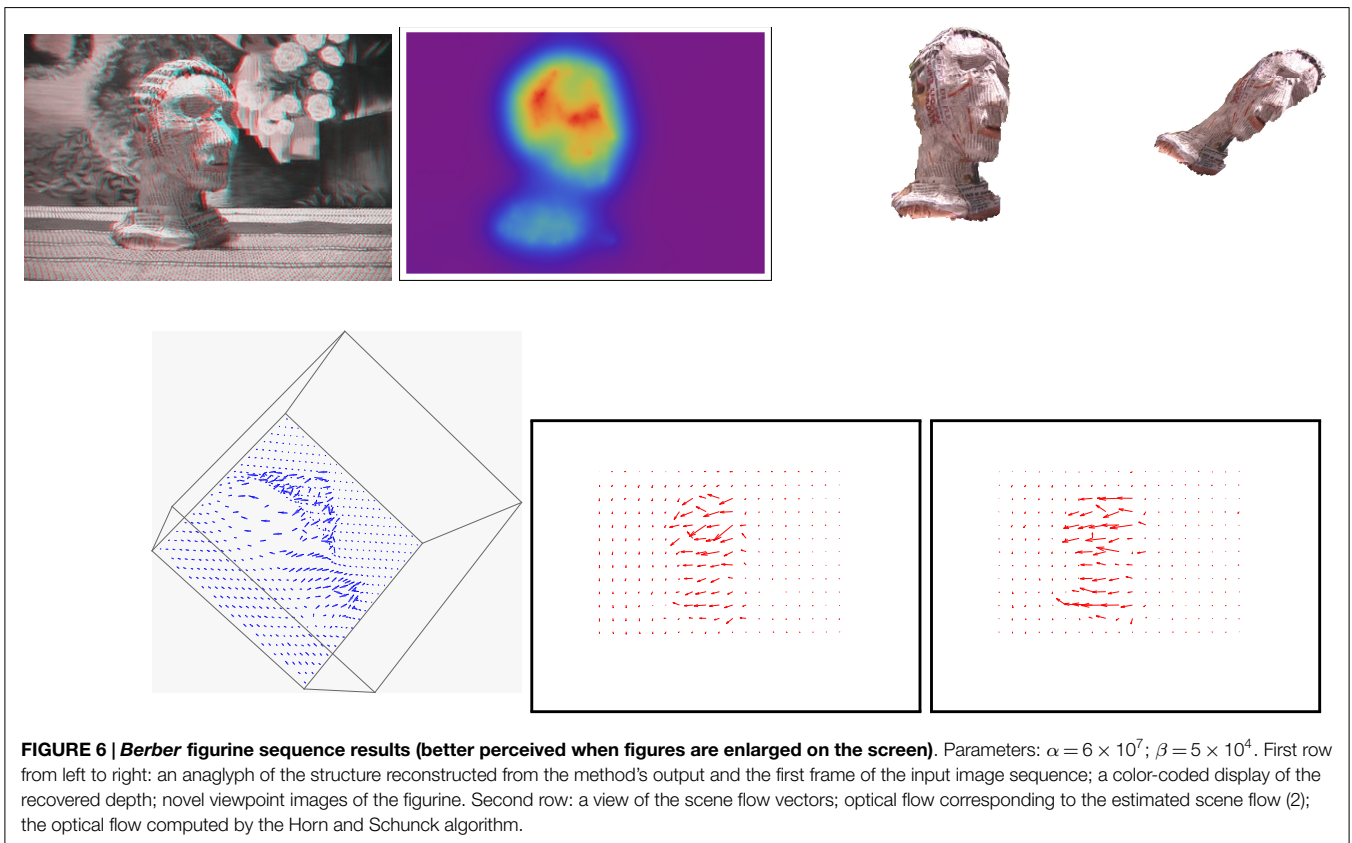 FIGURE 6 | Berber figurine sequence results (better perceived when figures are enlarged on the screen). Parameters: α = 6 × 10⁷; β = 5 × 10⁴. First row
from left to right: an anaglyph of the structure reconstructed from the method's output and the first frame of the input image sequence; a color-coded display of the
recovered depth; novel viewpoint images of the figurine. Second row: a view of the scene flow vectors; optical flow corresponding to the estimated scene flow (2);
the optical flow computed by the Horn and Schunck algorithm.